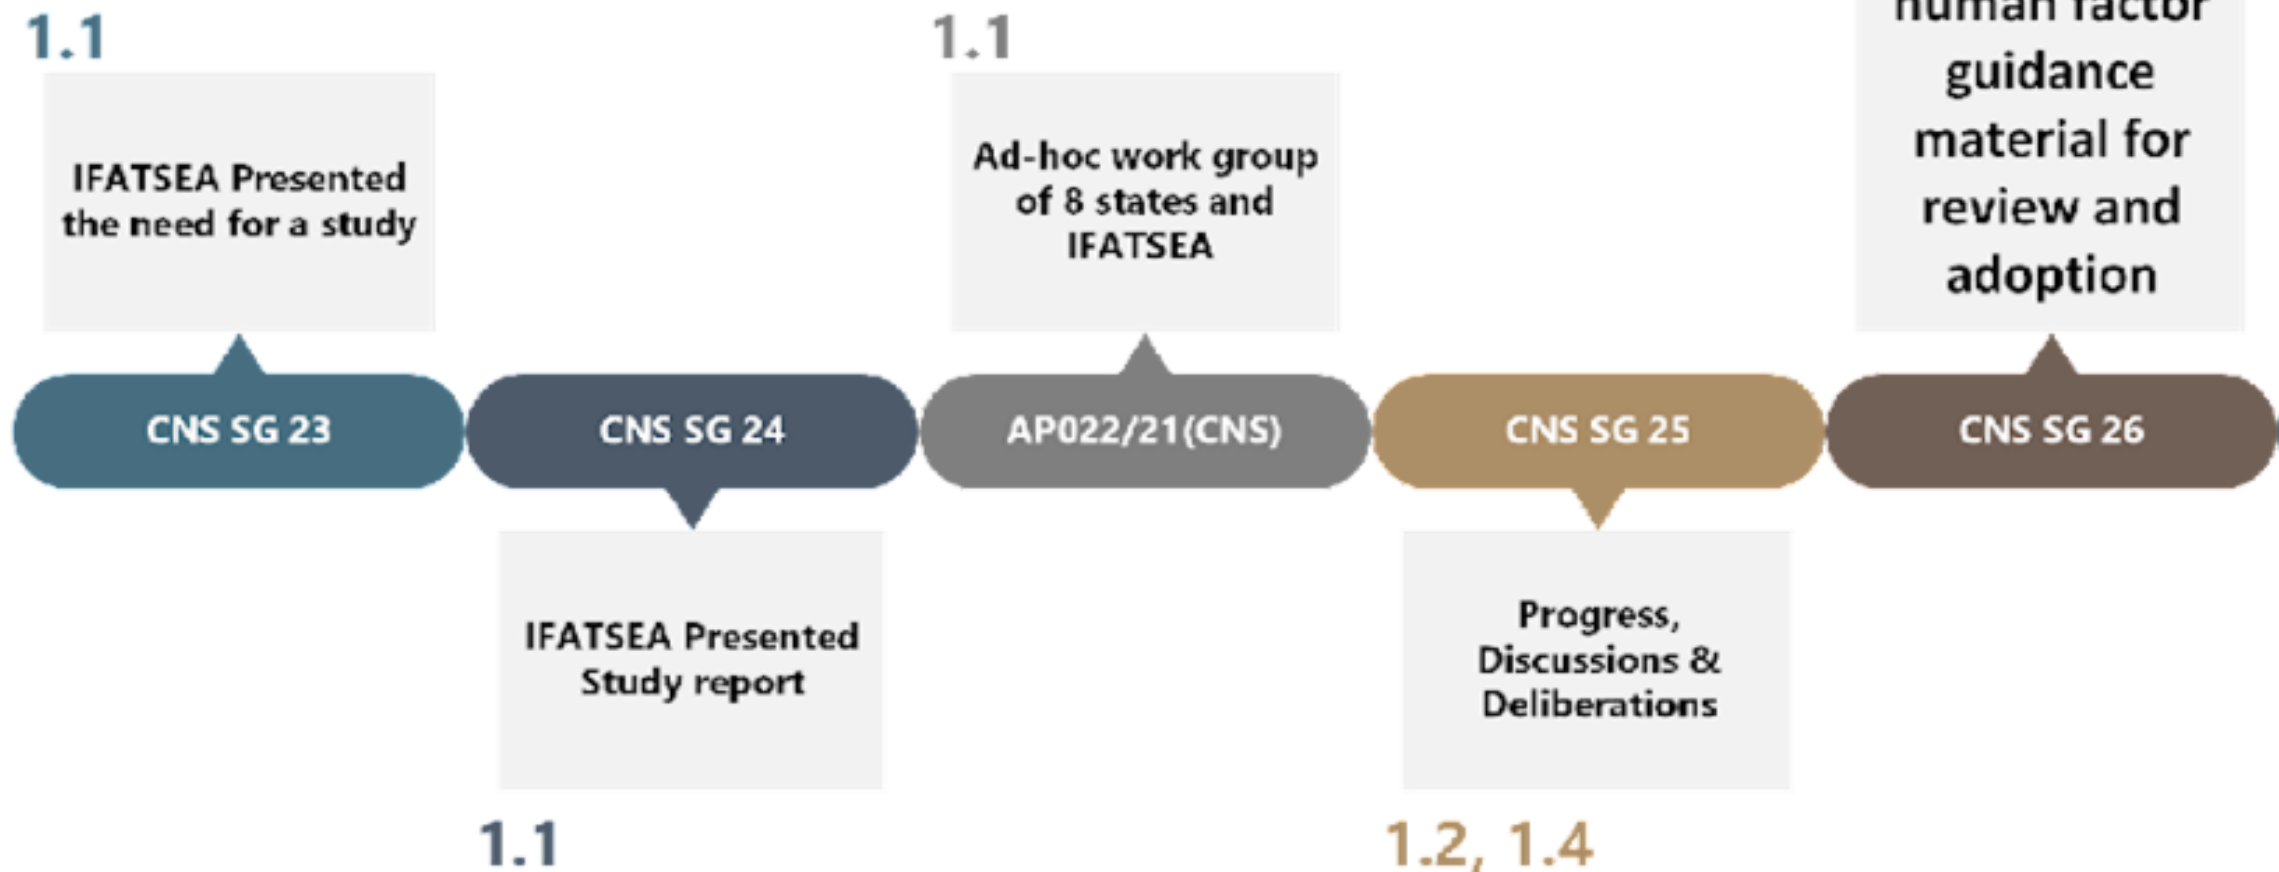 1.1
IFATSEA Presented
the need for a study
1.1
Ad-hoc work group
of 8 states and
IFATSEA
human factor
guidance
material for
review and
adoption
CNS SG 23
CNS SG 24
AP022/21(CNS)
CNS SG 25
CNS SG 26
IFATSEA Presented
Study report
1.1
Progress,
Discussions &
Deliberations
1.2, 1.4